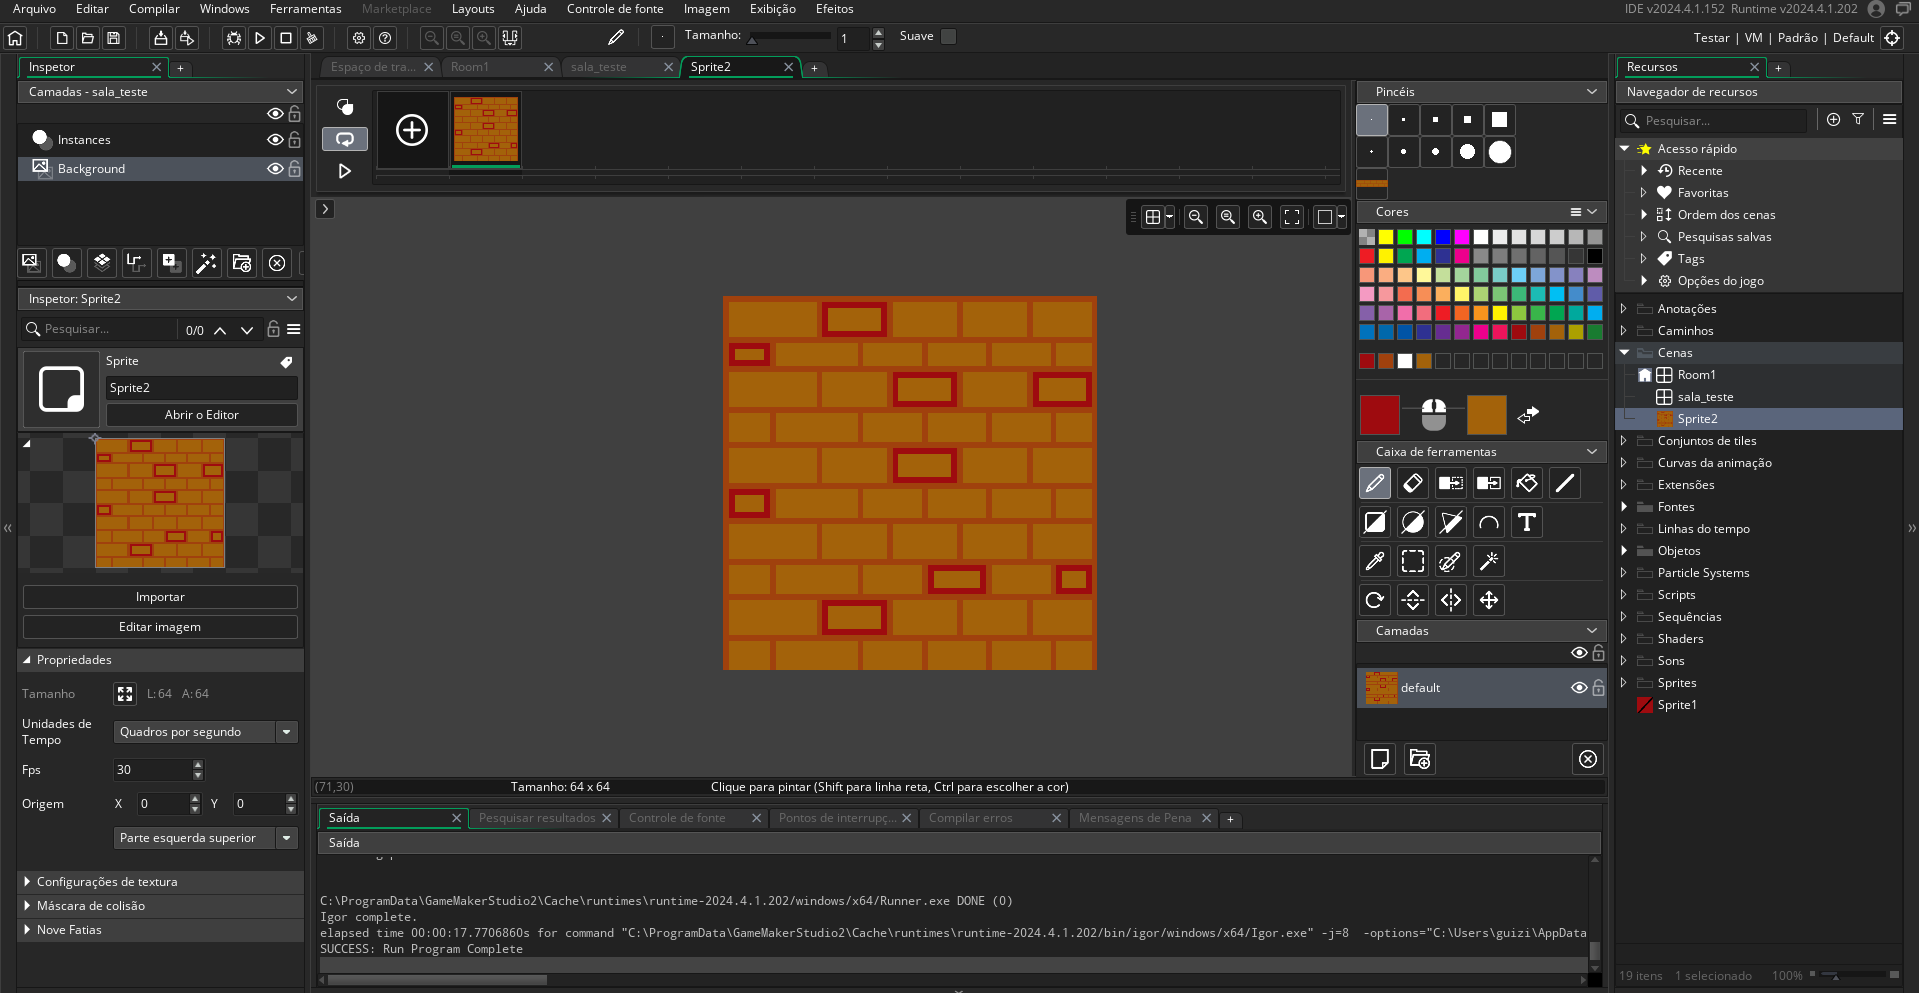 Arquivo Editar Compilar Windows Ferramentas Marketplace Layouts Ajuda Controle de fonte Imagem Exibição Efeitos IDE v2024.4.1.152 Runtime v2024.4.1.202
Tamanho: 1 Suave Testar | VM | Padrão | Default
Inspetor
Camadas - sala_teste
Instances
Background
Inspetor: Sprite2
Pesquisar... 0/0
Sprite
Sprite2
Abrir o Editor
Importar
Editar imagem
Propriedades
Tamanho L: 64 A: 64
Unidades de Tempo
Quadros por segundo
Fps 30
Origem X 0 Y 0
Parte esquerda superior
Configurações de textura
Máscara de colisão
Nove Fatias
Espaço de tra... Room1 sala_teste Sprite2
(71,30) Tamanho: 64 x 64 Clique para pintar (Shift para linha reta, Ctrl para escolher a cor)
Saída Pesquisar resultados Controle de fonte Pontos de interrupç... Compilar erros Mensagens de Pena
Saída
C:\ProgramData\GameMakerStudio2\Cache\runtimes\runtime-2024.4.1.202/windows/x64/Runner.exe DONE (0)
Igor complete.
elapsed time 00:00:17.7706860s for command "C:\ProgramData\GameMakerStudio2\Cache\runtimes\runtime-2024.4.1.202/bin/igor/windows/x64/Igor.exe" -j=8 -options="C:\Users\guizi\AppData
SUCCESS: Run Program Complete
Pincéis
Cores
Caixa de ferramentas
T
Camadas
default
Recursos
Navegador de recursos
Pesquisar...
Acesso rápido
Recente
Favoritas
Ordem dos cenas
Pesquisas salvas
Tags
Opções do jogo
Anotações
Caminhos
Cenas
Room1
sala_teste
Sprite2
Conjuntos de tiles
Curvas da animação
Extensões
Fontes
Linhas do tempo
Objetos
Particle Systems
Scripts
Sequências
Shaders
Sons
Sprites
Sprite1
19 itens 1 selecionado 100%